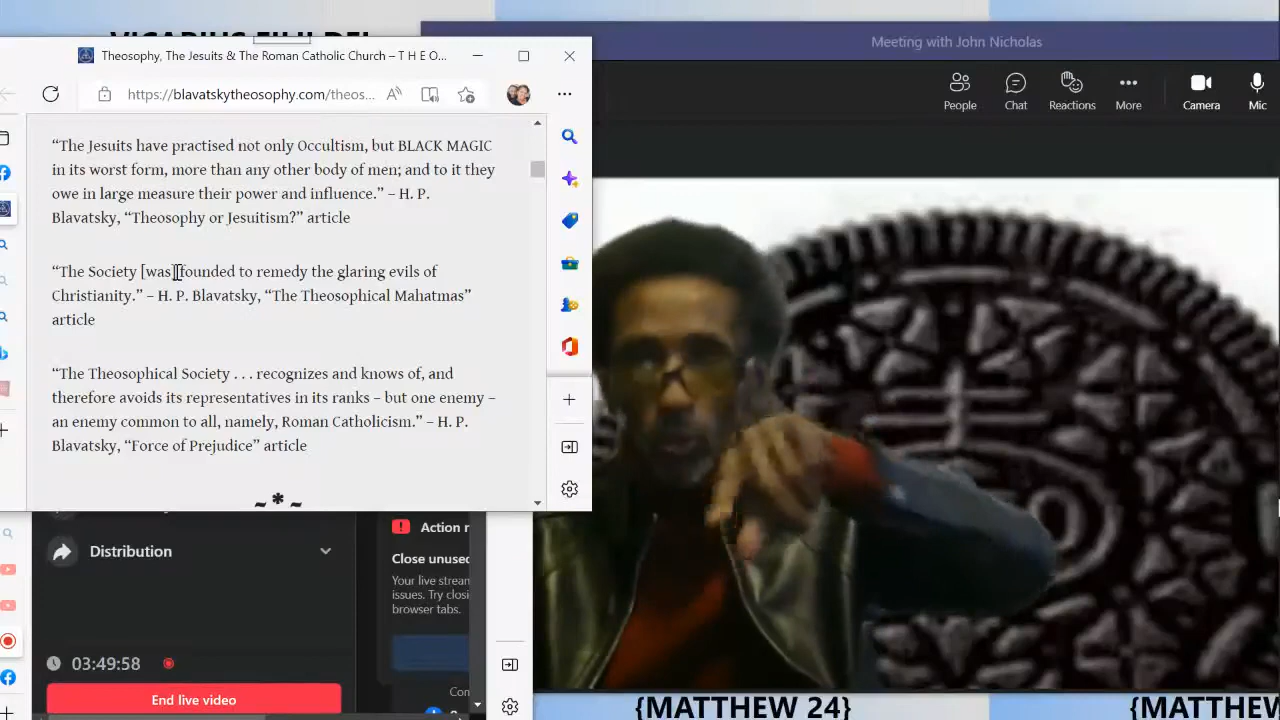 Theosophy, The Jesuits & The Roman Catholic Church – T H E O...
https://blavatskytheosophy.com/theos...
“The Jesuits have practised not only Occultism, but BLACK MAGIC
in its worst form, more than any other body of men; and to it they
owe in large measure their power and influence.” – H. P.
Blavatsky, “Theosophy or Jesuitism?” article
“The Society [was] founded to remedy the glaring evils of
Christianity.” – H. P. Blavatsky, “The Theosophical Mahatmas”
article
“The Theosophical Society . . . recognizes and knows of, and
therefore avoids its representatives in its ranks – but one enemy –
an enemy common to all, namely, Roman Catholicism.” – H. P.
Blavatsky, “Force of Prejudice” article
~*~
Meeting with John Nicholas
People
Chat
Reactions
More
Camera
Mic
Distribution
03:49:58
End live video
Action r
Close unused
Your live strean
issues. Try closi
browser tabs.
Con
{MATTHEW 24}
{MATTHEW